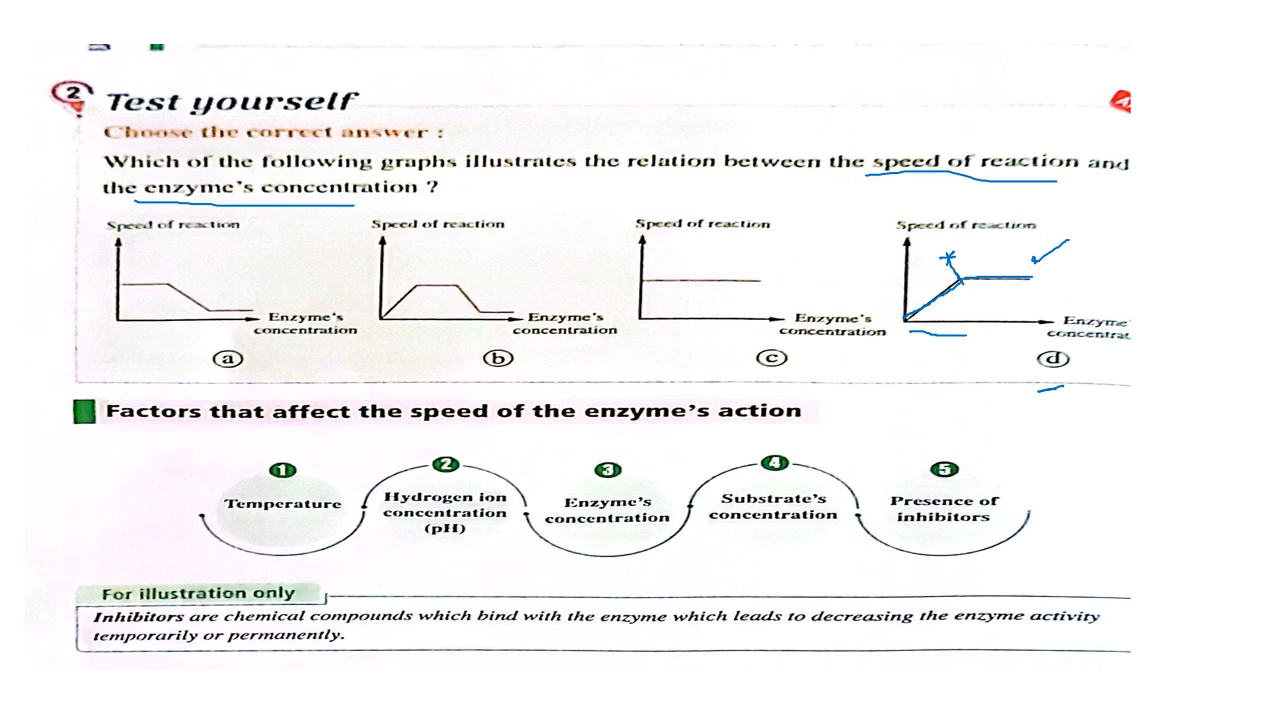 2 Test yourself
Choose the correct answer :
Which of the following graphs illustrates the relation between the speed of reaction and
the enzyme's concentration ?
Speed of reaction Speed of reaction Speed of reaction Speed of reaction
Enzyme's Enzyme's Enzyme's Enzyme
concentration concentration concentration concentrat
a b c d
Factors that affect the speed of the enzyme's action
1 2 3 4 5
Temperature
Hydrogen ion
concentration
(pH)
Enzyme's
concentration
Substrate's
concentration
Presence of
inhibitors
For illustration only
Inhibitors are chemical compounds which bind with the enzyme which leads to decreasing the enzyme activity
temporarily or permanently.